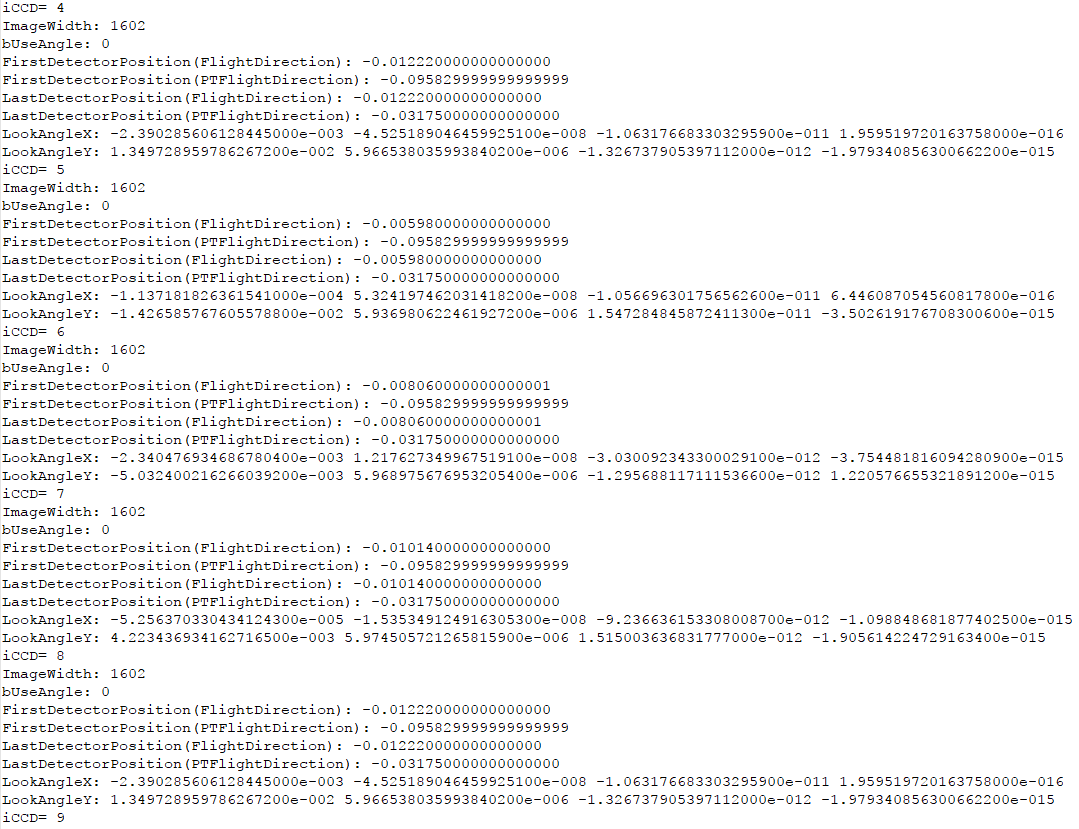 iCCD= 4
ImageWidth: 1602
bUseAngle: 0
FirstDetectorPosition(FlightDirection): -0.012220000000000000
FirstDetectorPosition(PTFlightDirection): -0.095829999999999999
LastDetectorPosition(FlightDirection): -0.012220000000000000
LastDetectorPosition(PTFlightDirection): -0.031750000000000000
LookAngleX: -2.390285606128445000e-003 -4.525189046459925100e-008 -1.063176683303295900e-011 1.959519720163758000e-016
LookAngleY: 1.349728959786267200e-002 5.966538035993840200e-006 -1.326737905397112000e-012 -1.979340856300662200e-015
iCCD= 5
ImageWidth: 1602
bUseAngle: 0
FirstDetectorPosition(FlightDirection): -0.005980000000000000
FirstDetectorPosition(PTFlightDirection): -0.095829999999999999
LastDetectorPosition(FlightDirection): -0.005980000000000000
LastDetectorPosition(PTFlightDirection): -0.031750000000000000
LookAngleX: -1.137181826361541000e-004 5.324197462031418200e-008 -1.056696301756562600e-011 6.446087054560817800e-016
LookAngleY: -1.426585767605578800e-002 5.936980622461927200e-006 1.547284845872411300e-011 -3.502619176708300600e-015
iCCD= 6
ImageWidth: 1602
bUseAngle: 0
FirstDetectorPosition(FlightDirection): -0.008060000000000001
FirstDetectorPosition(PTFlightDirection): -0.095829999999999999
LastDetectorPosition(FlightDirection): -0.008060000000000001
LastDetectorPosition(PTFlightDirection): -0.031750000000000000
LookAngleX: -2.340476934686780400e-003 1.217627349967519100e-008 -3.030092343300029100e-012 -3.754481816094280900e-015
LookAngleY: -5.032400216266039200e-003 5.968975676953205400e-006 -1.295688117111536600e-012 1.220576655321891200e-015
iCCD= 7
ImageWidth: 1602
bUseAngle: 0
FirstDetectorPosition(FlightDirection): -0.010140000000000000
FirstDetectorPosition(PTFlightDirection): -0.095829999999999999
LastDetectorPosition(FlightDirection): -0.010140000000000000
LastDetectorPosition(PTFlightDirection): -0.031750000000000000
LookAngleX: -5.256370330434124300e-005 -1.535349124916305300e-008 -9.236636153308008700e-012 -1.098848681877402500e-015
LookAngleY: 4.223436934162716500e-003 5.974505721265815900e-006 1.515003636831777000e-012 -1.905614224729163400e-015
iCCD= 8
ImageWidth: 1602
bUseAngle: 0
FirstDetectorPosition(FlightDirection): -0.012220000000000000
FirstDetectorPosition(PTFlightDirection): -0.095829999999999999
LastDetectorPosition(FlightDirection): -0.012220000000000000
LastDetectorPosition(PTFlightDirection): -0.031750000000000000
LookAngleX: -2.390285606128445000e-003 -4.525189046459925100e-008 -1.063176683303295900e-011 1.959519720163758000e-016
LookAngleY: 1.349728959786267200e-002 5.966538035993840200e-006 -1.326737905397112000e-012 -1.979340856300662200e-015
iCCD= 9